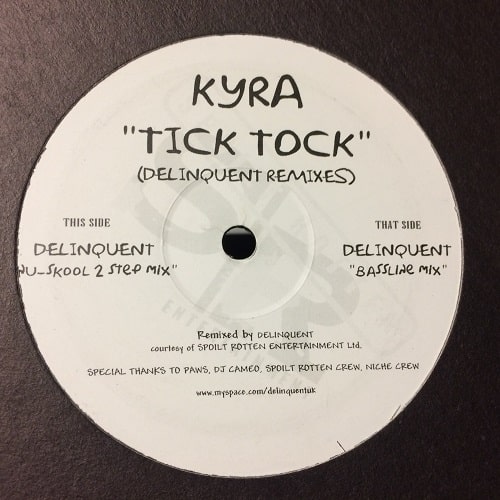 KYRA
"TICK TOCK"
(DELINQUENT REMIXES)
THIS SIDE
DELINQUENT
NU-SKOOL 2 STEP MIX"
THAT SIDE
DELINQUENT
"BASSLINE MIX"
Remixed by DELINQUENT
courtesy of SPOILT ROTTEN ENTERTAINMENT Ltd.
SPECIAL THANKS TO PAWS, DJ CAMEO, SPOILT ROTTEN CREW, NICHE CREW
www.myspace.com/delinquentuk